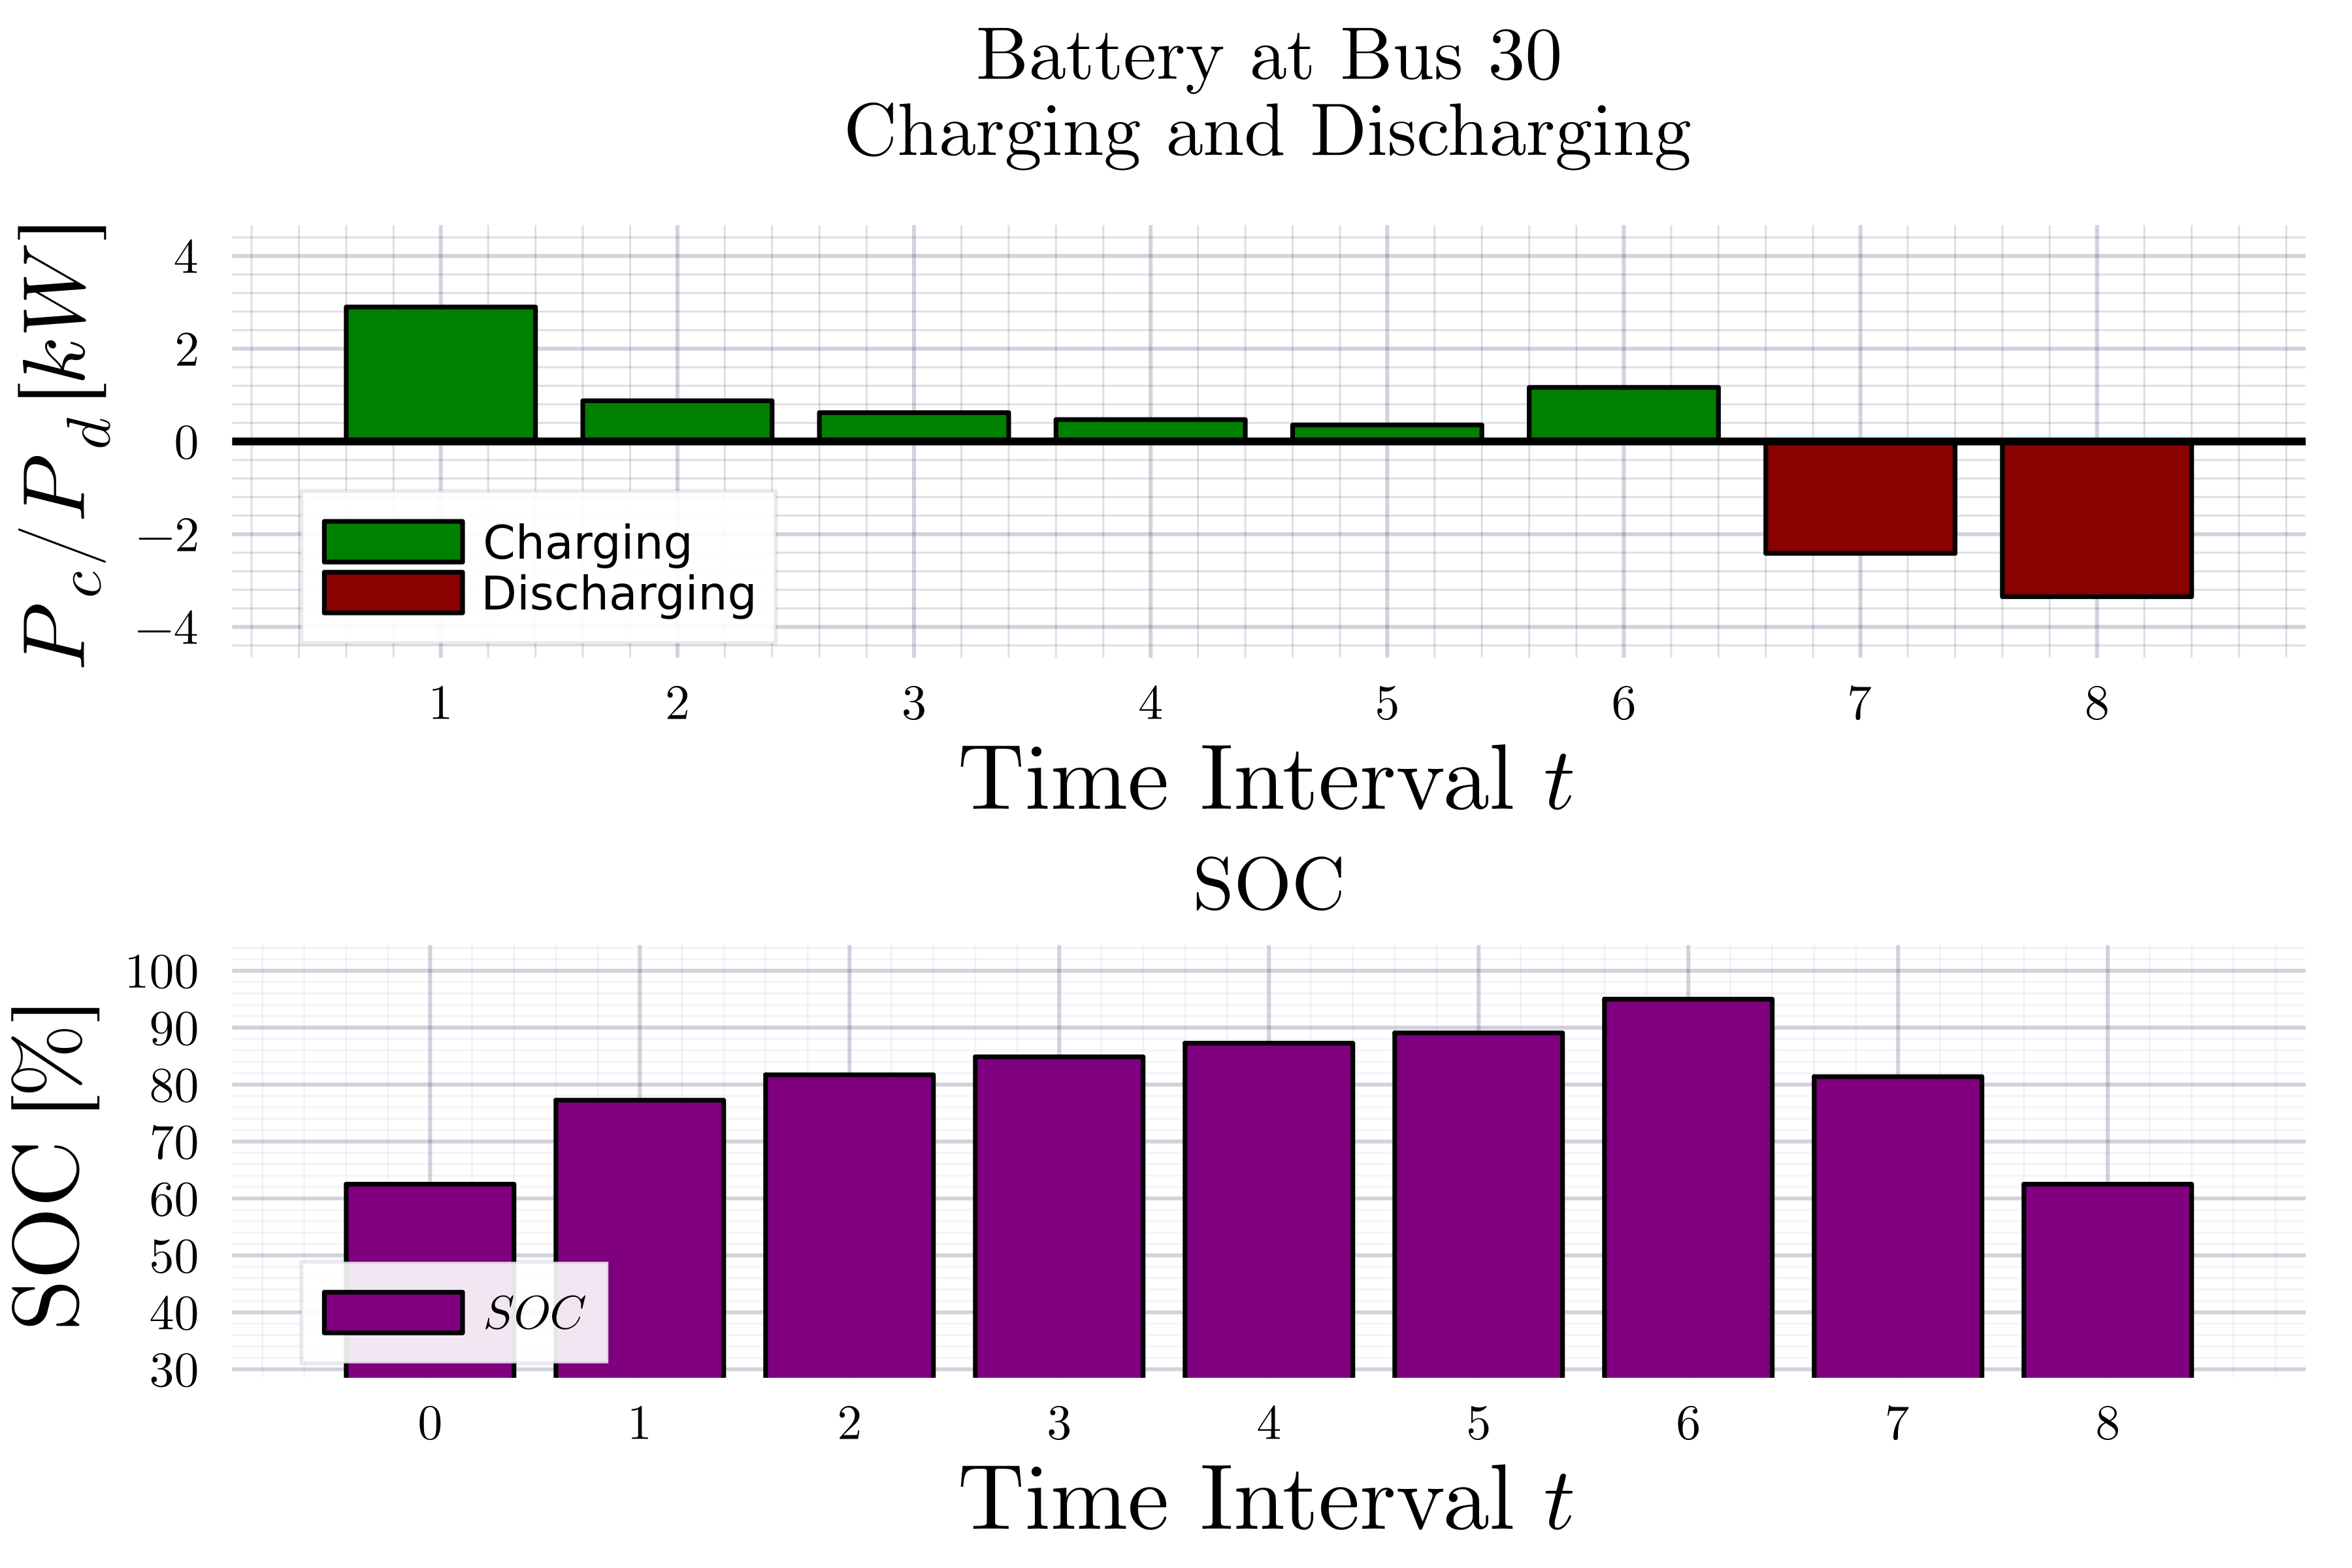 Battery at Bus 30
Charging and Discharging
P_c/P_d [kW]
4
2
0
−2
−4
Charging
Discharging
1 2 3 4 5 6 7 8
Time Interval t
SOC
SOC [%]
100
90
80
70
60
50
40
30
SOC
0 1 2 3 4 5 6 7 8
Time Interval t